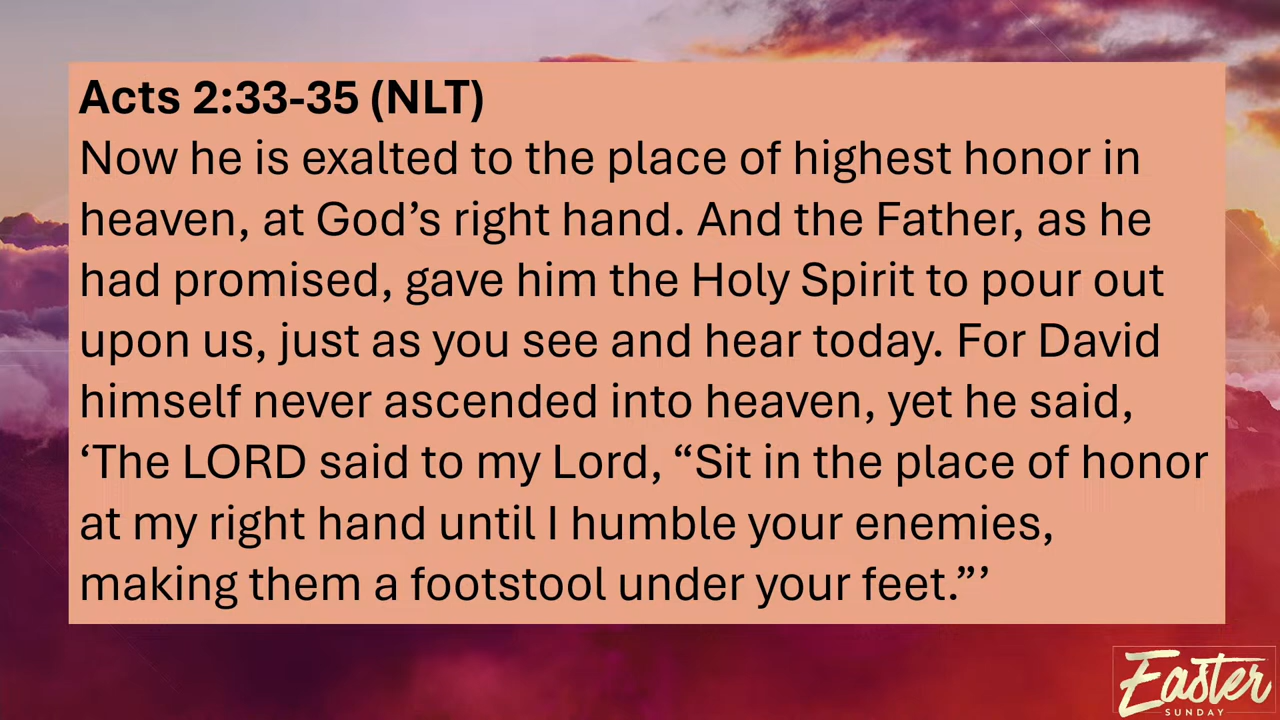 Acts 2:33-35 (NLT)
Now he is exalted to the place of highest honor in
heaven, at God’s right hand. And the Father, as he
had promised, gave him the Holy Spirit to pour out
upon us, just as you see and hear today. For David
himself never ascended into heaven, yet he said,
‘The LORD said to my Lord, “Sit in the place of honor
at my right hand until I humble your enemies,
making them a footstool under your feet.”’
Easter
SUNDAY